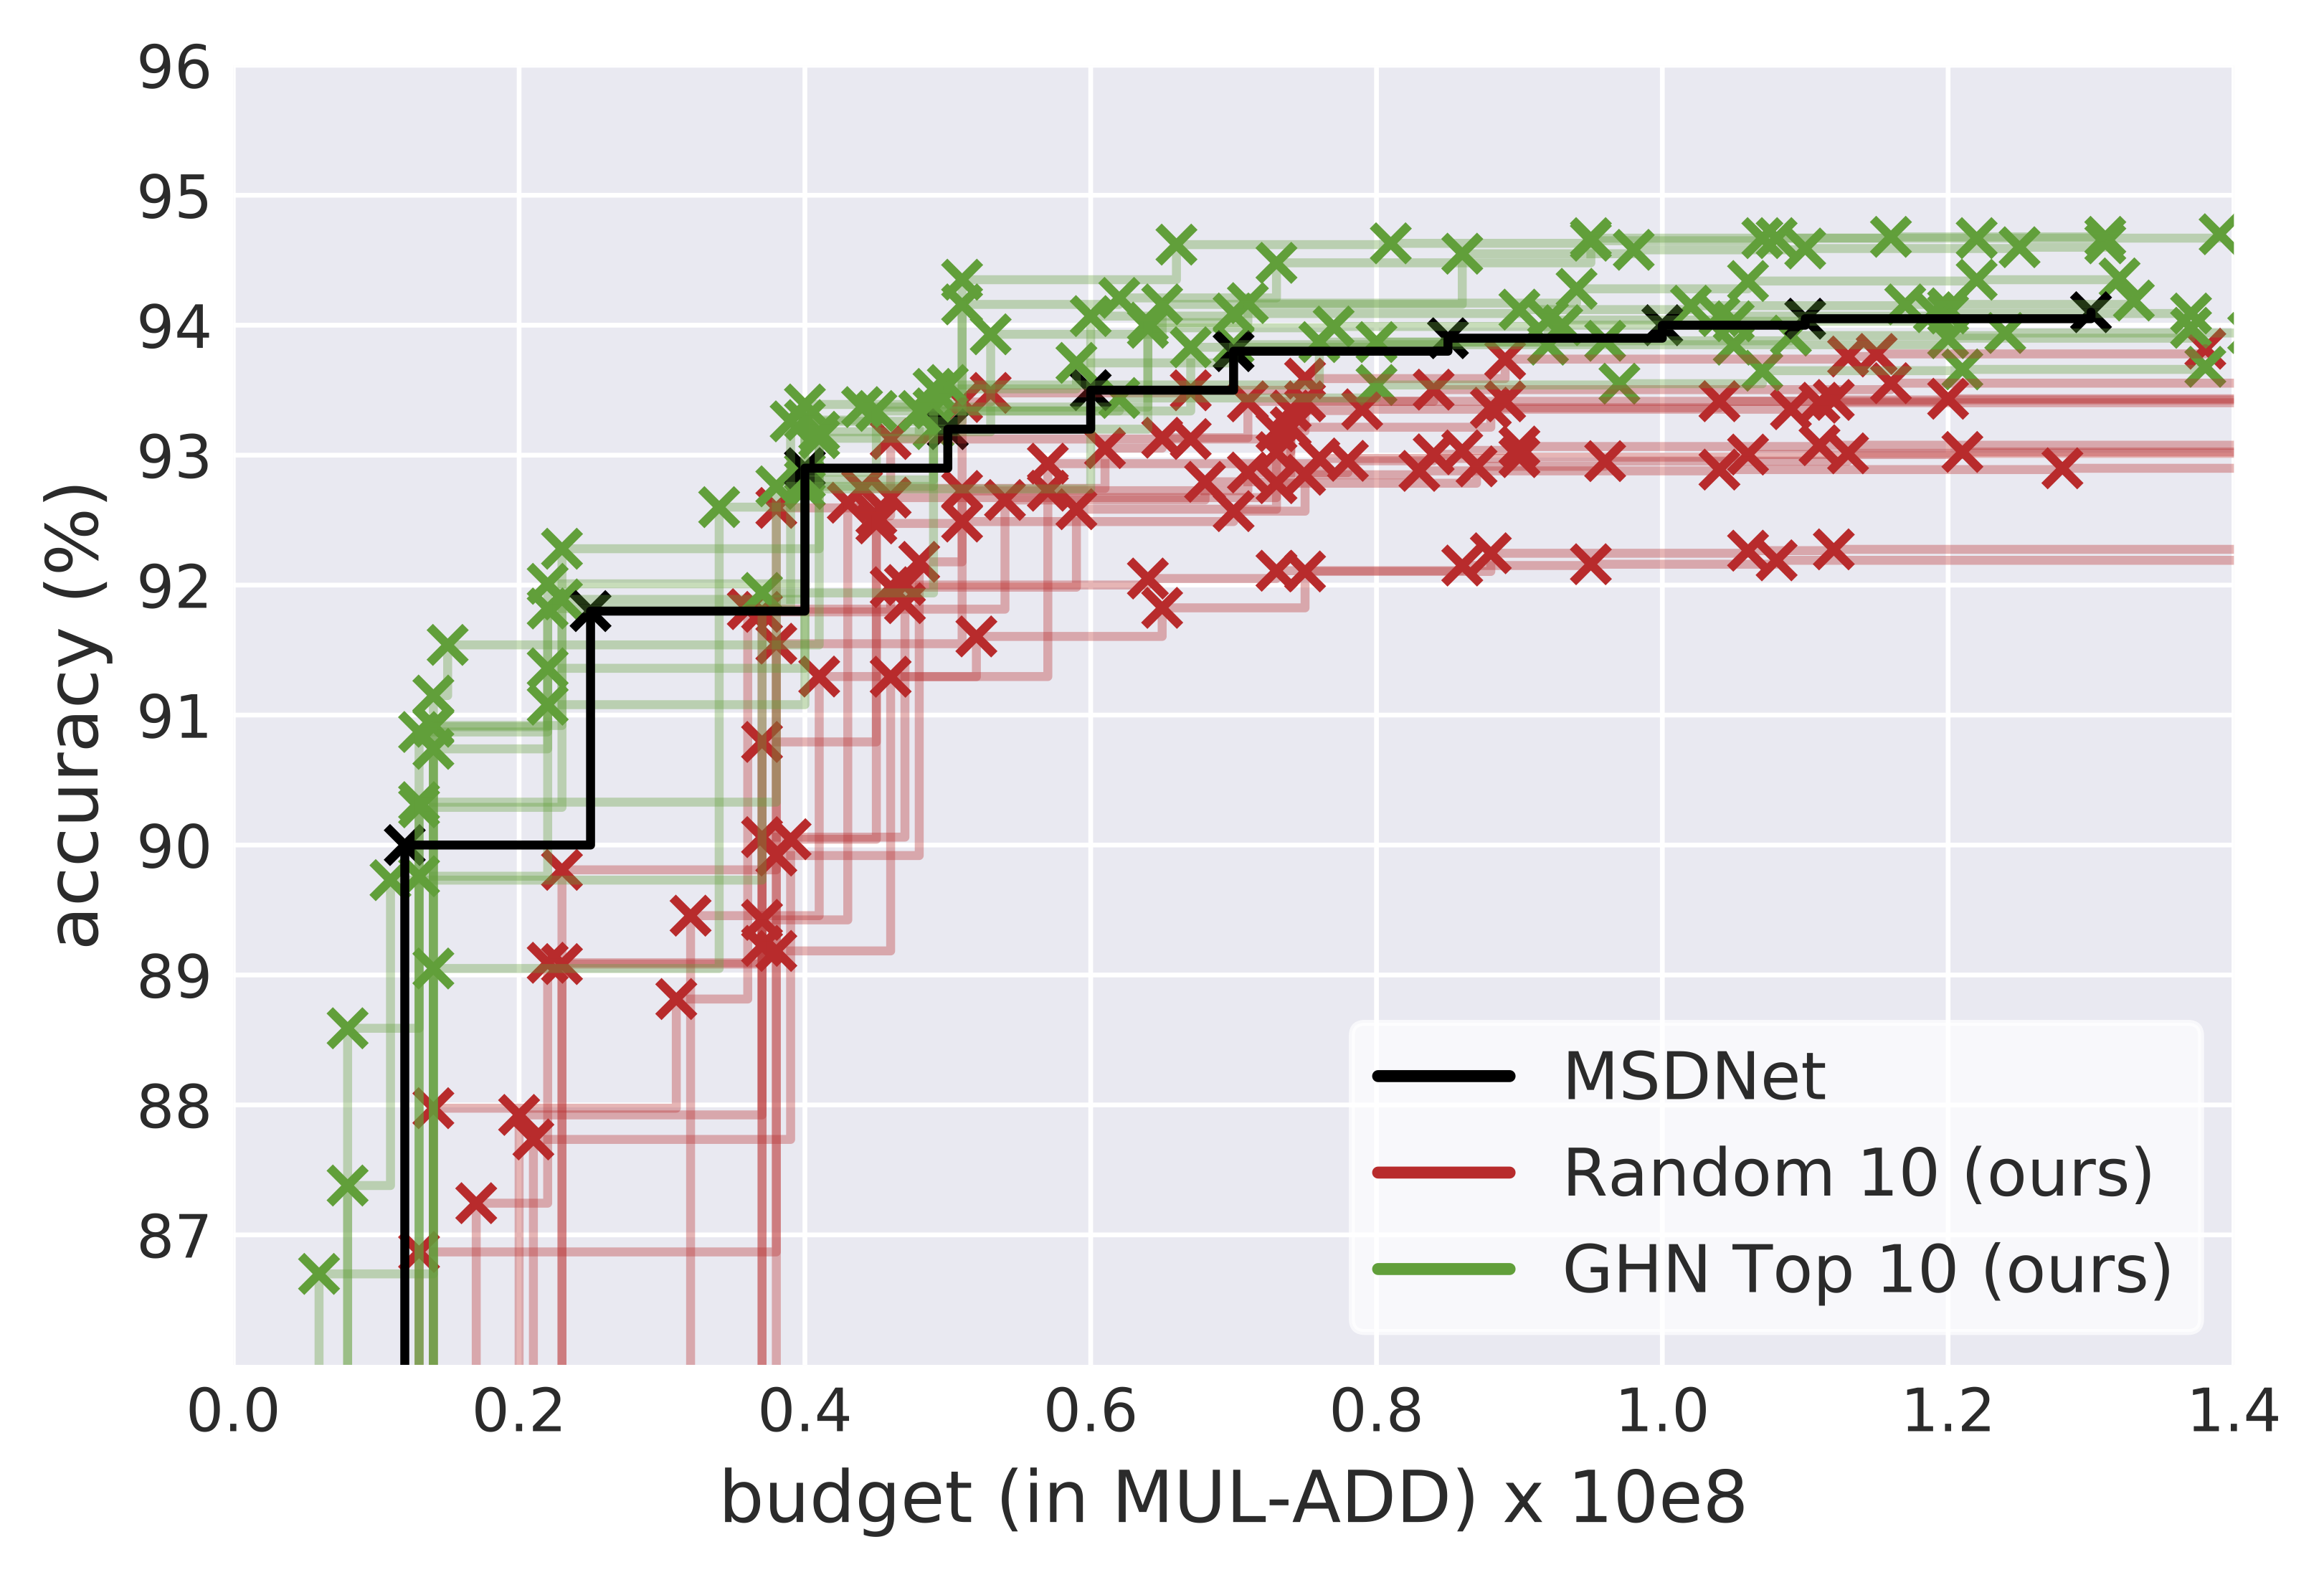 96
95
94
93
92
91
90
89
88
87
accuracy (%)
0.0 0.2 0.4 0.6 0.8 1.0 1.2 1.4
budget (in MUL-ADD) x 10e8
MSDNet
Random 10 (ours)
GHN Top 10 (ours)